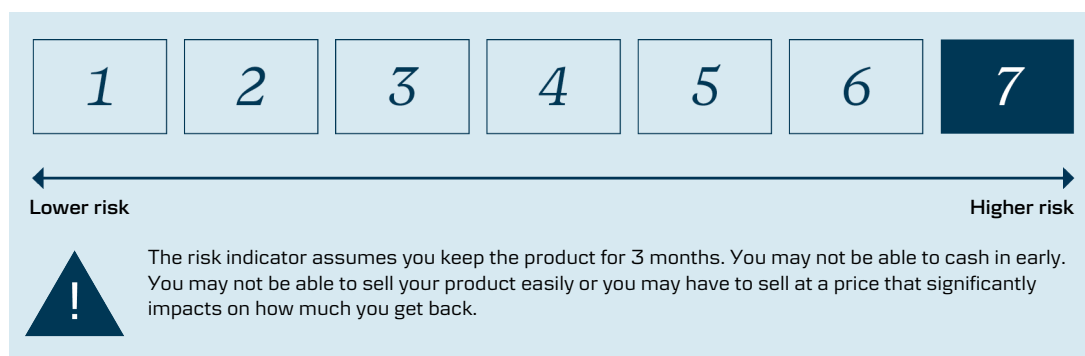 1 2 3 4 5 6 7
Lower risk Higher risk
The risk indicator assumes you keep the product for 3 months. You may not be able to cash in early.
You may not be able to sell your product easily or you may have to sell at a price that significantly
impacts on how much you get back.
!